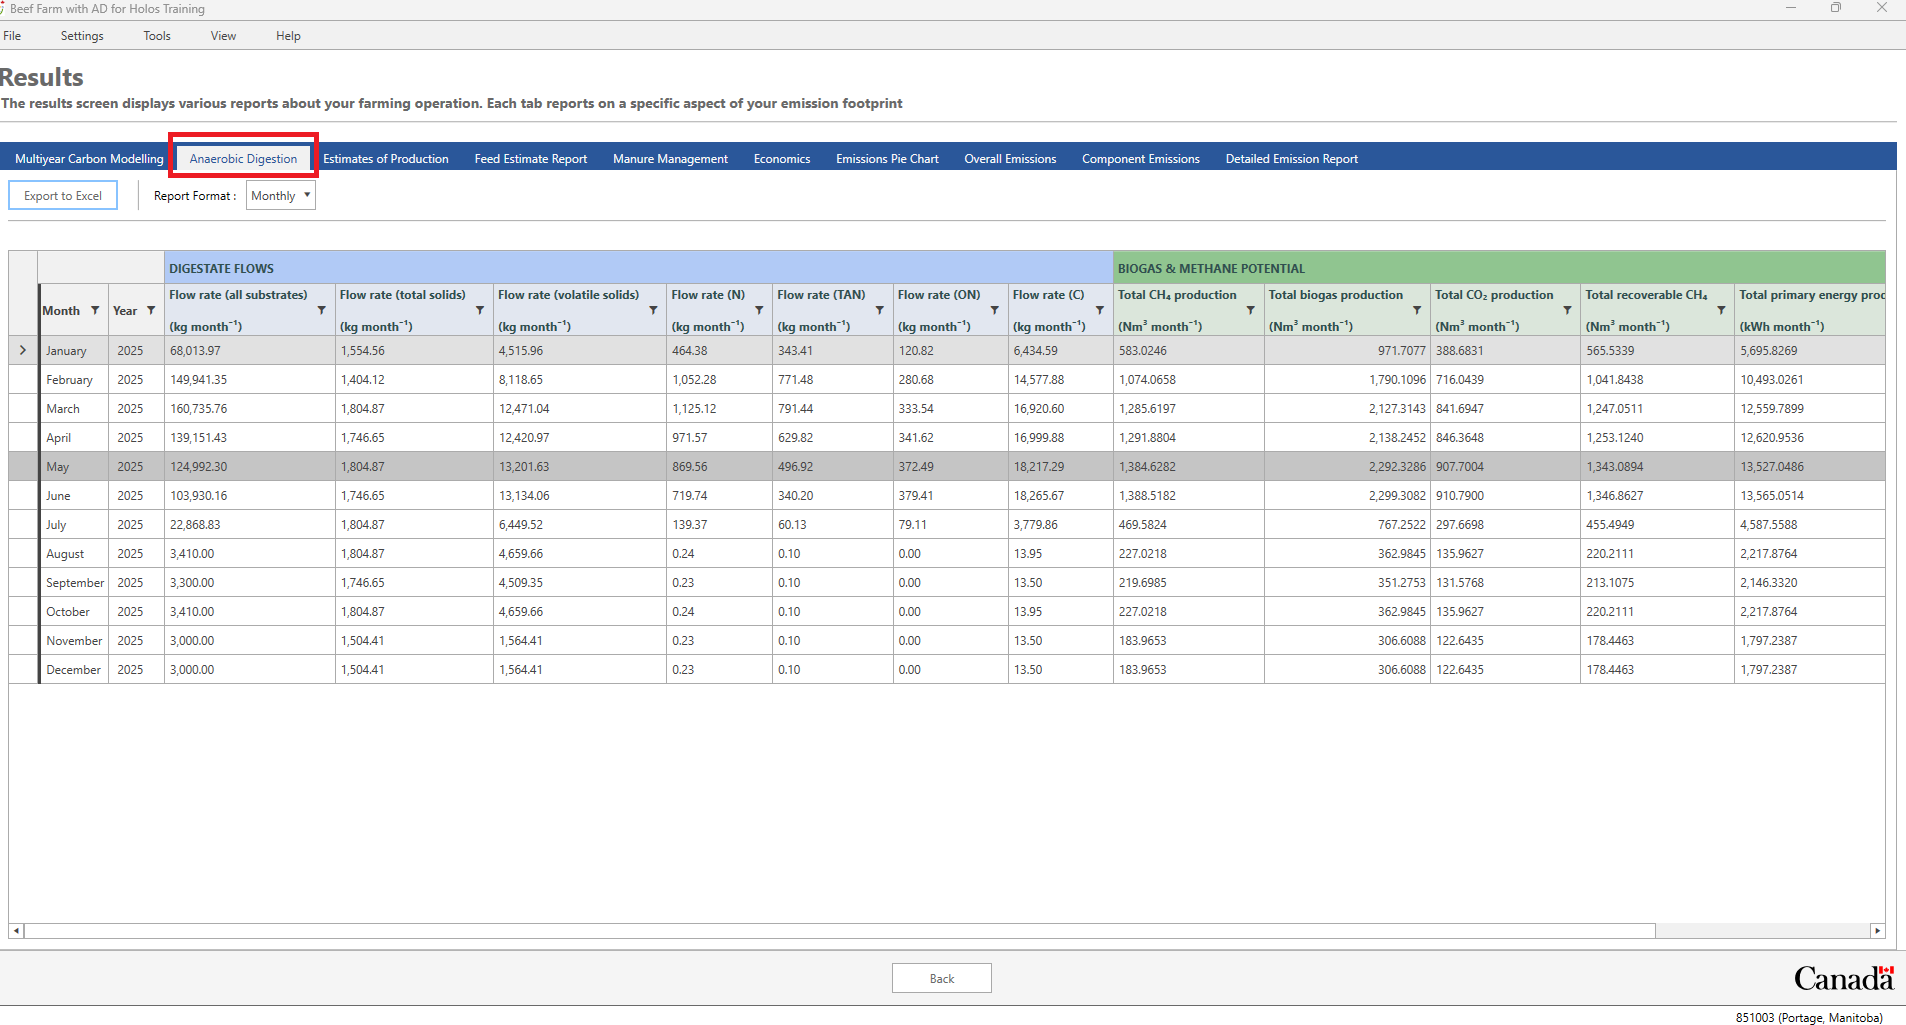 Beef Farm with AD for Holos Training
File Settings Tools View Help
Results
The results screen displays various reports about your farming operation. Each tab reports on a specific aspect of your emission footprint
Multiyear Carbon Modelling Anaerobic Digestion Estimates of Production Feed Estimate Report Manure Management Economics Emissions Pie Chart Overall Emissions Component Emissions Detailed Emission Report
Export to Excel Report Format : Monthly
DIGESTATE FLOWS BIOGAS & METHANE POTENTIAL
Month Year Flow rate (all substrates) Flow rate (total solids) Flow rate (volatile solids) Flow rate (N) Flow rate (TAN) Flow rate (ON) Flow rate (C) Total CH₄ production Total biogas production Total CO₂ production Total recoverable CH₄ Total primary energy proc
(kg month⁻¹) (kg month⁻¹) (kg month⁻¹) (kg month⁻¹) (kg month⁻¹) (kg month⁻¹) (kg month⁻¹) (Nm³ month⁻¹) (Nm³ month⁻¹) (Nm³ month⁻¹) (Nm³ month⁻¹) (kWh month⁻¹)
January 2025 68,013.97 1,554.56 4,515.96 464.38 343.41 120.82 6,434.59 583.0246 971.7077 388.6831 565.5339 5,695.8269
February 2025 149,941.35 1,404.12 8,118.65 1,052.28 771.48 280.68 14,577.88 1,074.0658 1,790.1096 716.0439 1,041.8438 10,493.0261
March 2025 160,735.76 1,804.87 12,471.04 1,125.12 791.44 333.54 16,920.60 1,285.6197 2,127.3143 841.6947 1,247.0511 12,559.7899
April 2025 139,151.43 1,746.65 12,420.97 971.57 629.82 341.62 16,999.88 1,291.8804 2,138.2452 846.3648 1,253.1240 12,620.9536
May 2025 124,992.30 1,804.87 13,201.63 869.56 496.92 372.49 18,217.29 1,384.6282 2,292.3286 907.7004 1,343.0894 13,527.0486
June 2025 103,930.16 1,746.65 13,134.06 719.74 340.20 379.41 18,265.67 1,388.5182 2,299.3082 910.7900 1,346.8627 13,565.0514
July 2025 22,868.83 1,804.87 6,449.52 139.37 60.13 79.11 3,779.86 469.5824 767.2522 297.6698 455.4949 4,587.5588
August 2025 3,410.00 1,804.87 4,659.66 0.24 0.10 0.00 13.95 227.0218 362.9845 135.9627 220.2111 2,217.8764
September 2025 3,300.00 1,746.65 4,509.35 0.23 0.10 0.00 13.50 219.6985 351.2753 131.5768 213.1075 2,146.3320
October 2025 3,410.00 1,804.87 4,659.66 0.24 0.10 0.00 13.95 227.0218 362.9845 135.9627 220.2111 2,217.8764
November 2025 3,000.00 1,504.41 1,564.41 0.23 0.10 0.00 13.50 183.9653 306.6088 122.6435 178.4463 1,797.2387
December 2025 3,000.00 1,504.41 1,564.41 0.23 0.10 0.00 13.50 183.9653 306.6088 122.6435 178.4463 1,797.2387
Back
Canada
851003 (Portage, Manitoba)